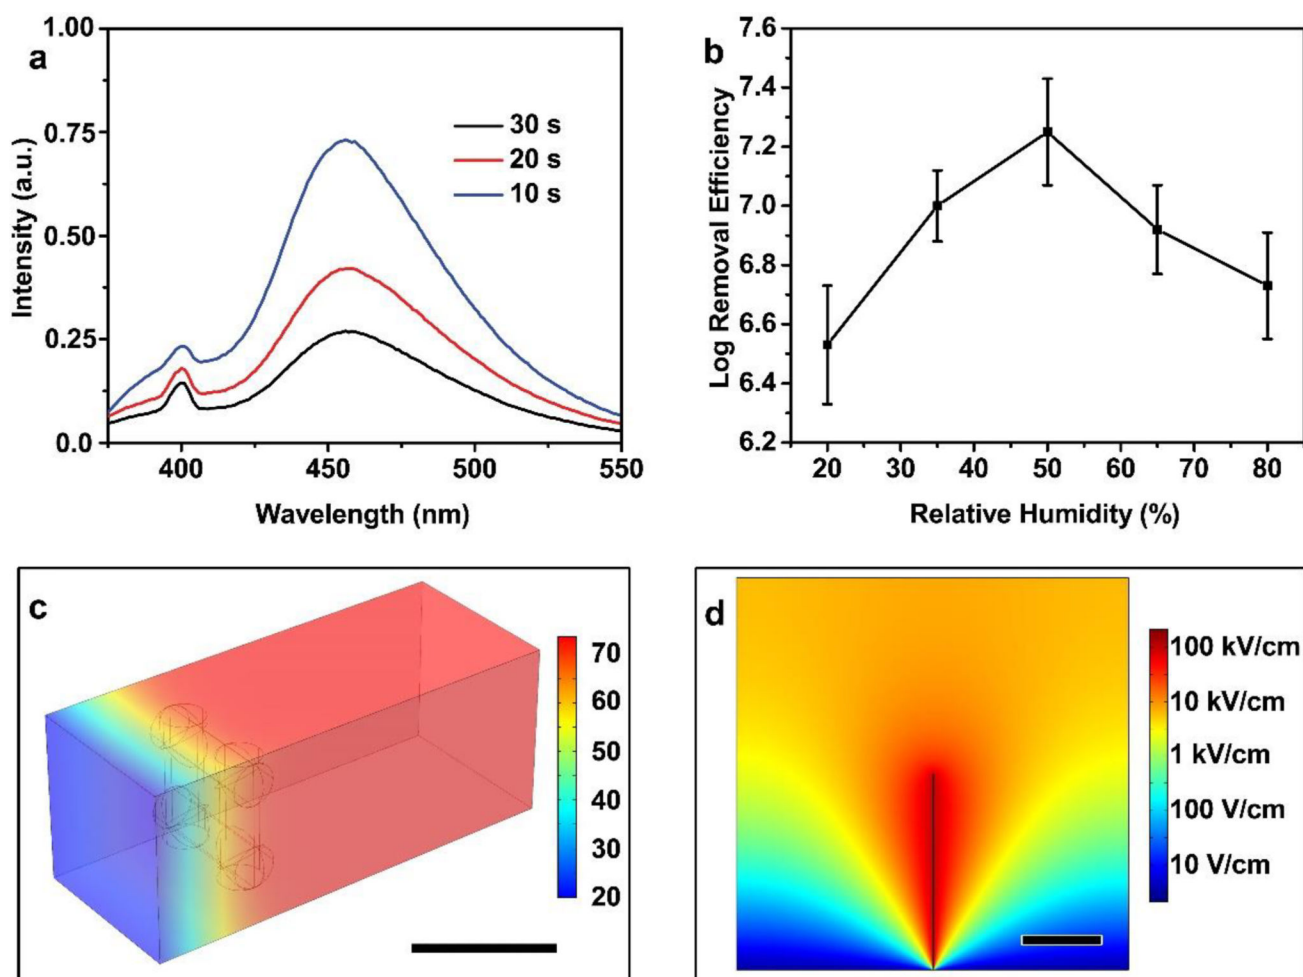 a
1.00
0.75
0.50
0.25
0.0
Intensity (a.u.)
30 s
20 s
10 s
400
450
500
550
Wavelength (nm)
b
7.6
7.4
7.2
7.0
6.8
6.6
6.4
6.2
Log Removal Efficiency
20
30
40
50
60
70
80
Relative Humidity (%)
c
70
60
50
40
30
20
d
100 kV/cm
10 kV/cm
1 kV/cm
100 V/cm
10 V/cm